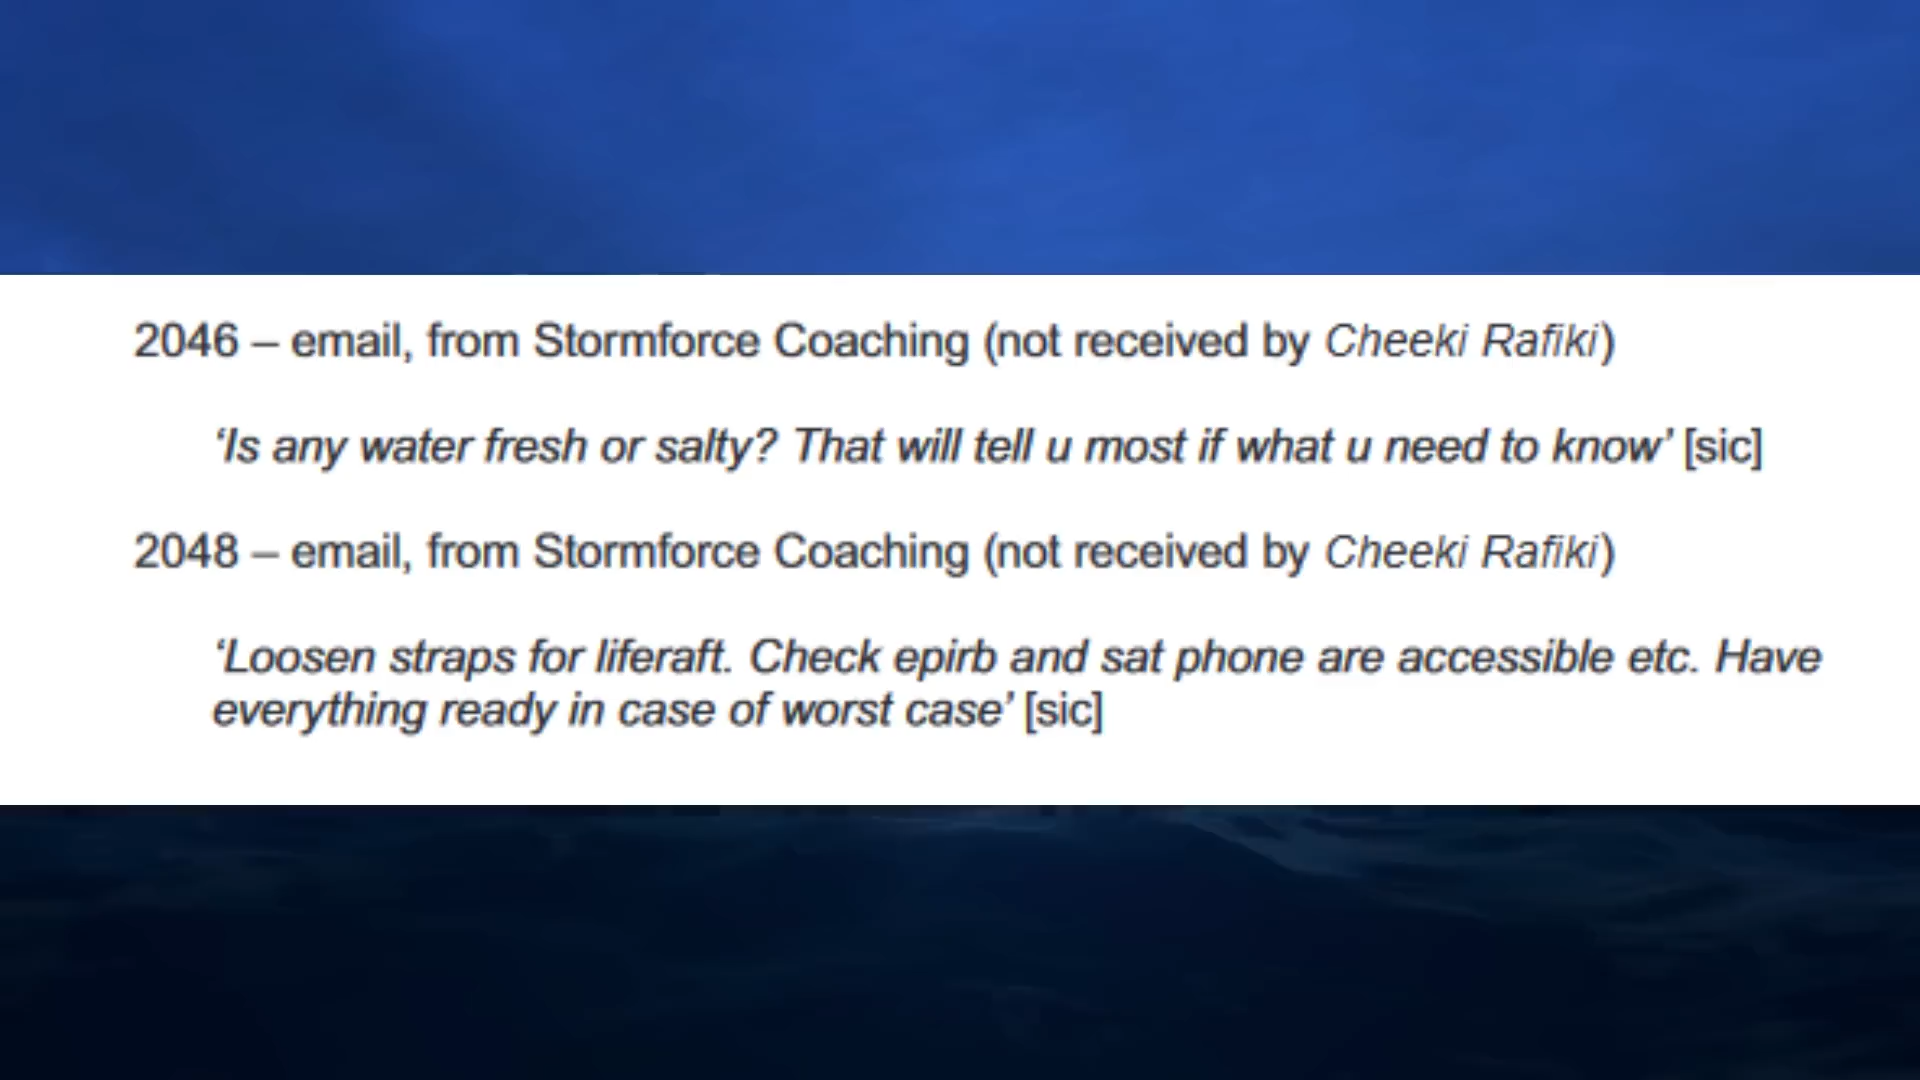 2046 – email, from Stormforce Coaching (not received by Cheeki Rafiki)
‘Is any water fresh or salty? That will tell u most if what u need to know’ [sic]
2048 – email, from Stormforce Coaching (not received by Cheeki Rafiki)
‘Loosen straps for liferaft. Check epirb and sat phone are accessible etc. Have
everything ready in case of worst case’ [sic]